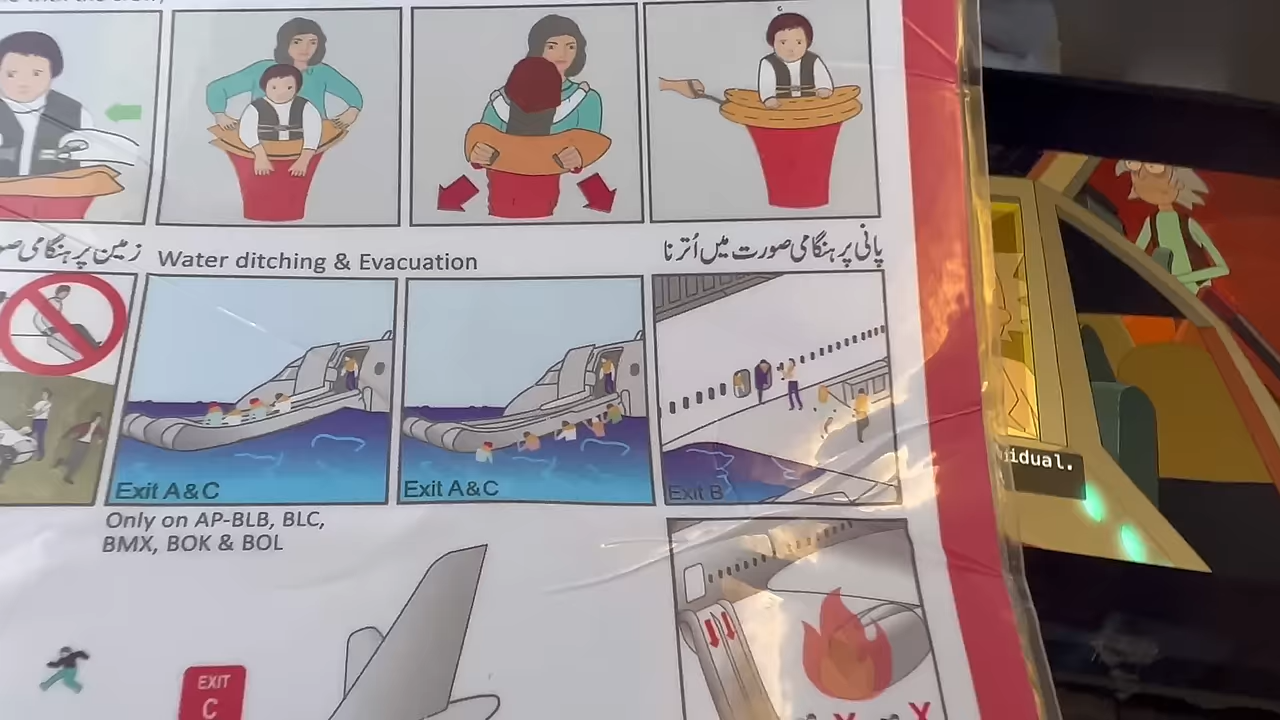 زمین پر ہنگامی
Water ditching & Evacuation
پانی پر ہنگامی صورت میں اُترنا
Exit A&C
Exit A&C
Exit B
Only on AP-BLB, BLC,
BMX, BOK & BOL
EXIT
C
X X
idual.